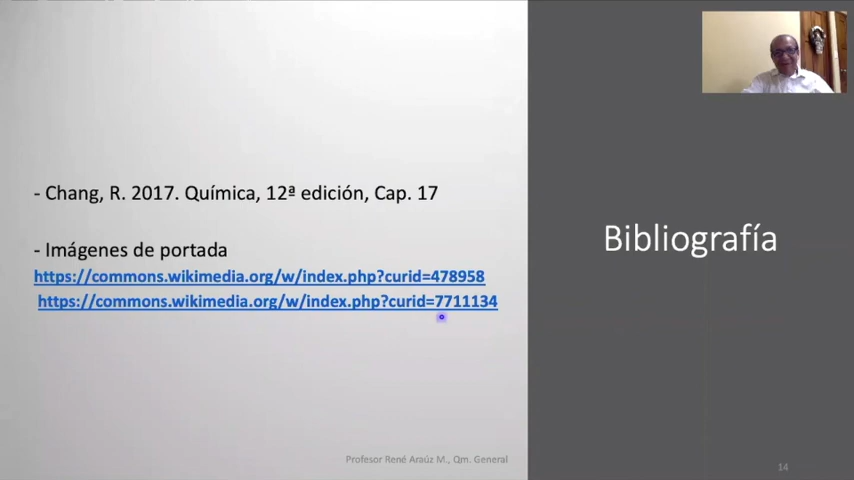 - Chang, R. 2017. Química, 12ª edición, Cap. 17
- Imágenes de portada
https://commons.wikimedia.org/w/index.php?curid=478958
https://commons.wikimedia.org/w/index.php?curid=7711134
Bibliografía
Profesor René Araúz M., Qm. General
14